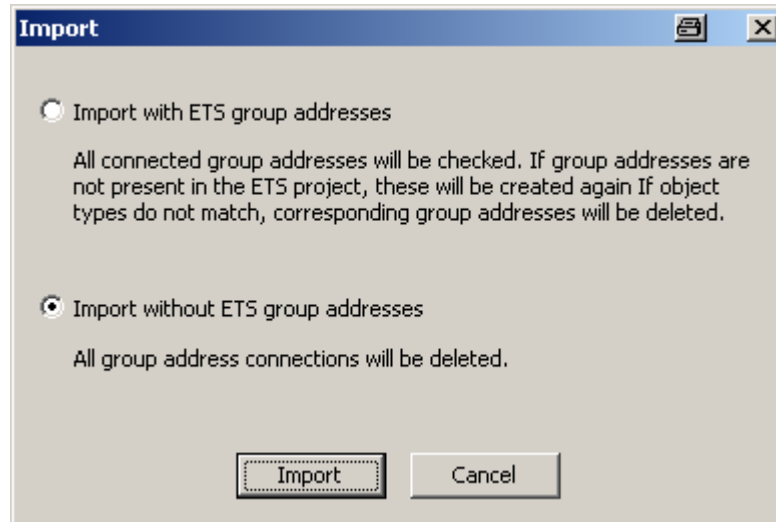 Import
Import with ETS group addresses
All connected group addresses will be checked. If group addresses are
not present in the ETS project, these will be created again If object
types do not match, corresponding group addresses will be deleted.
Import without ETS group addresses
All group address connections will be deleted.
Import
Cancel